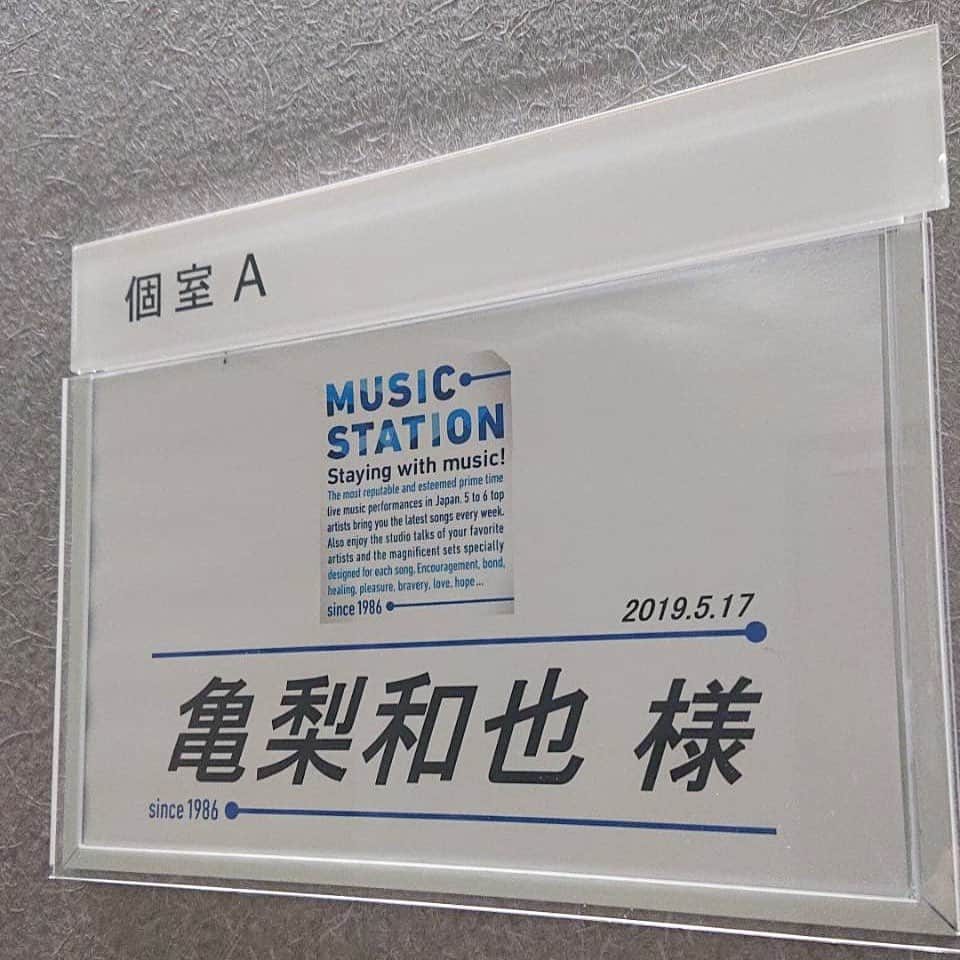 個室 A
MUSIC
STATION
Staying with music!
The most reputable and esteemed prime time
live music performances in Japan. 5 to 6 top
artists bring you the latest songs every week.
Also enjoy the studio talks of your favorite
artists and the magnificent sets specially
designed for each song. Encouragement, bond,
healing, pleasure, bravery, love, hope...
since 1986
2019.5.17
亀梨和也 様
since 1986